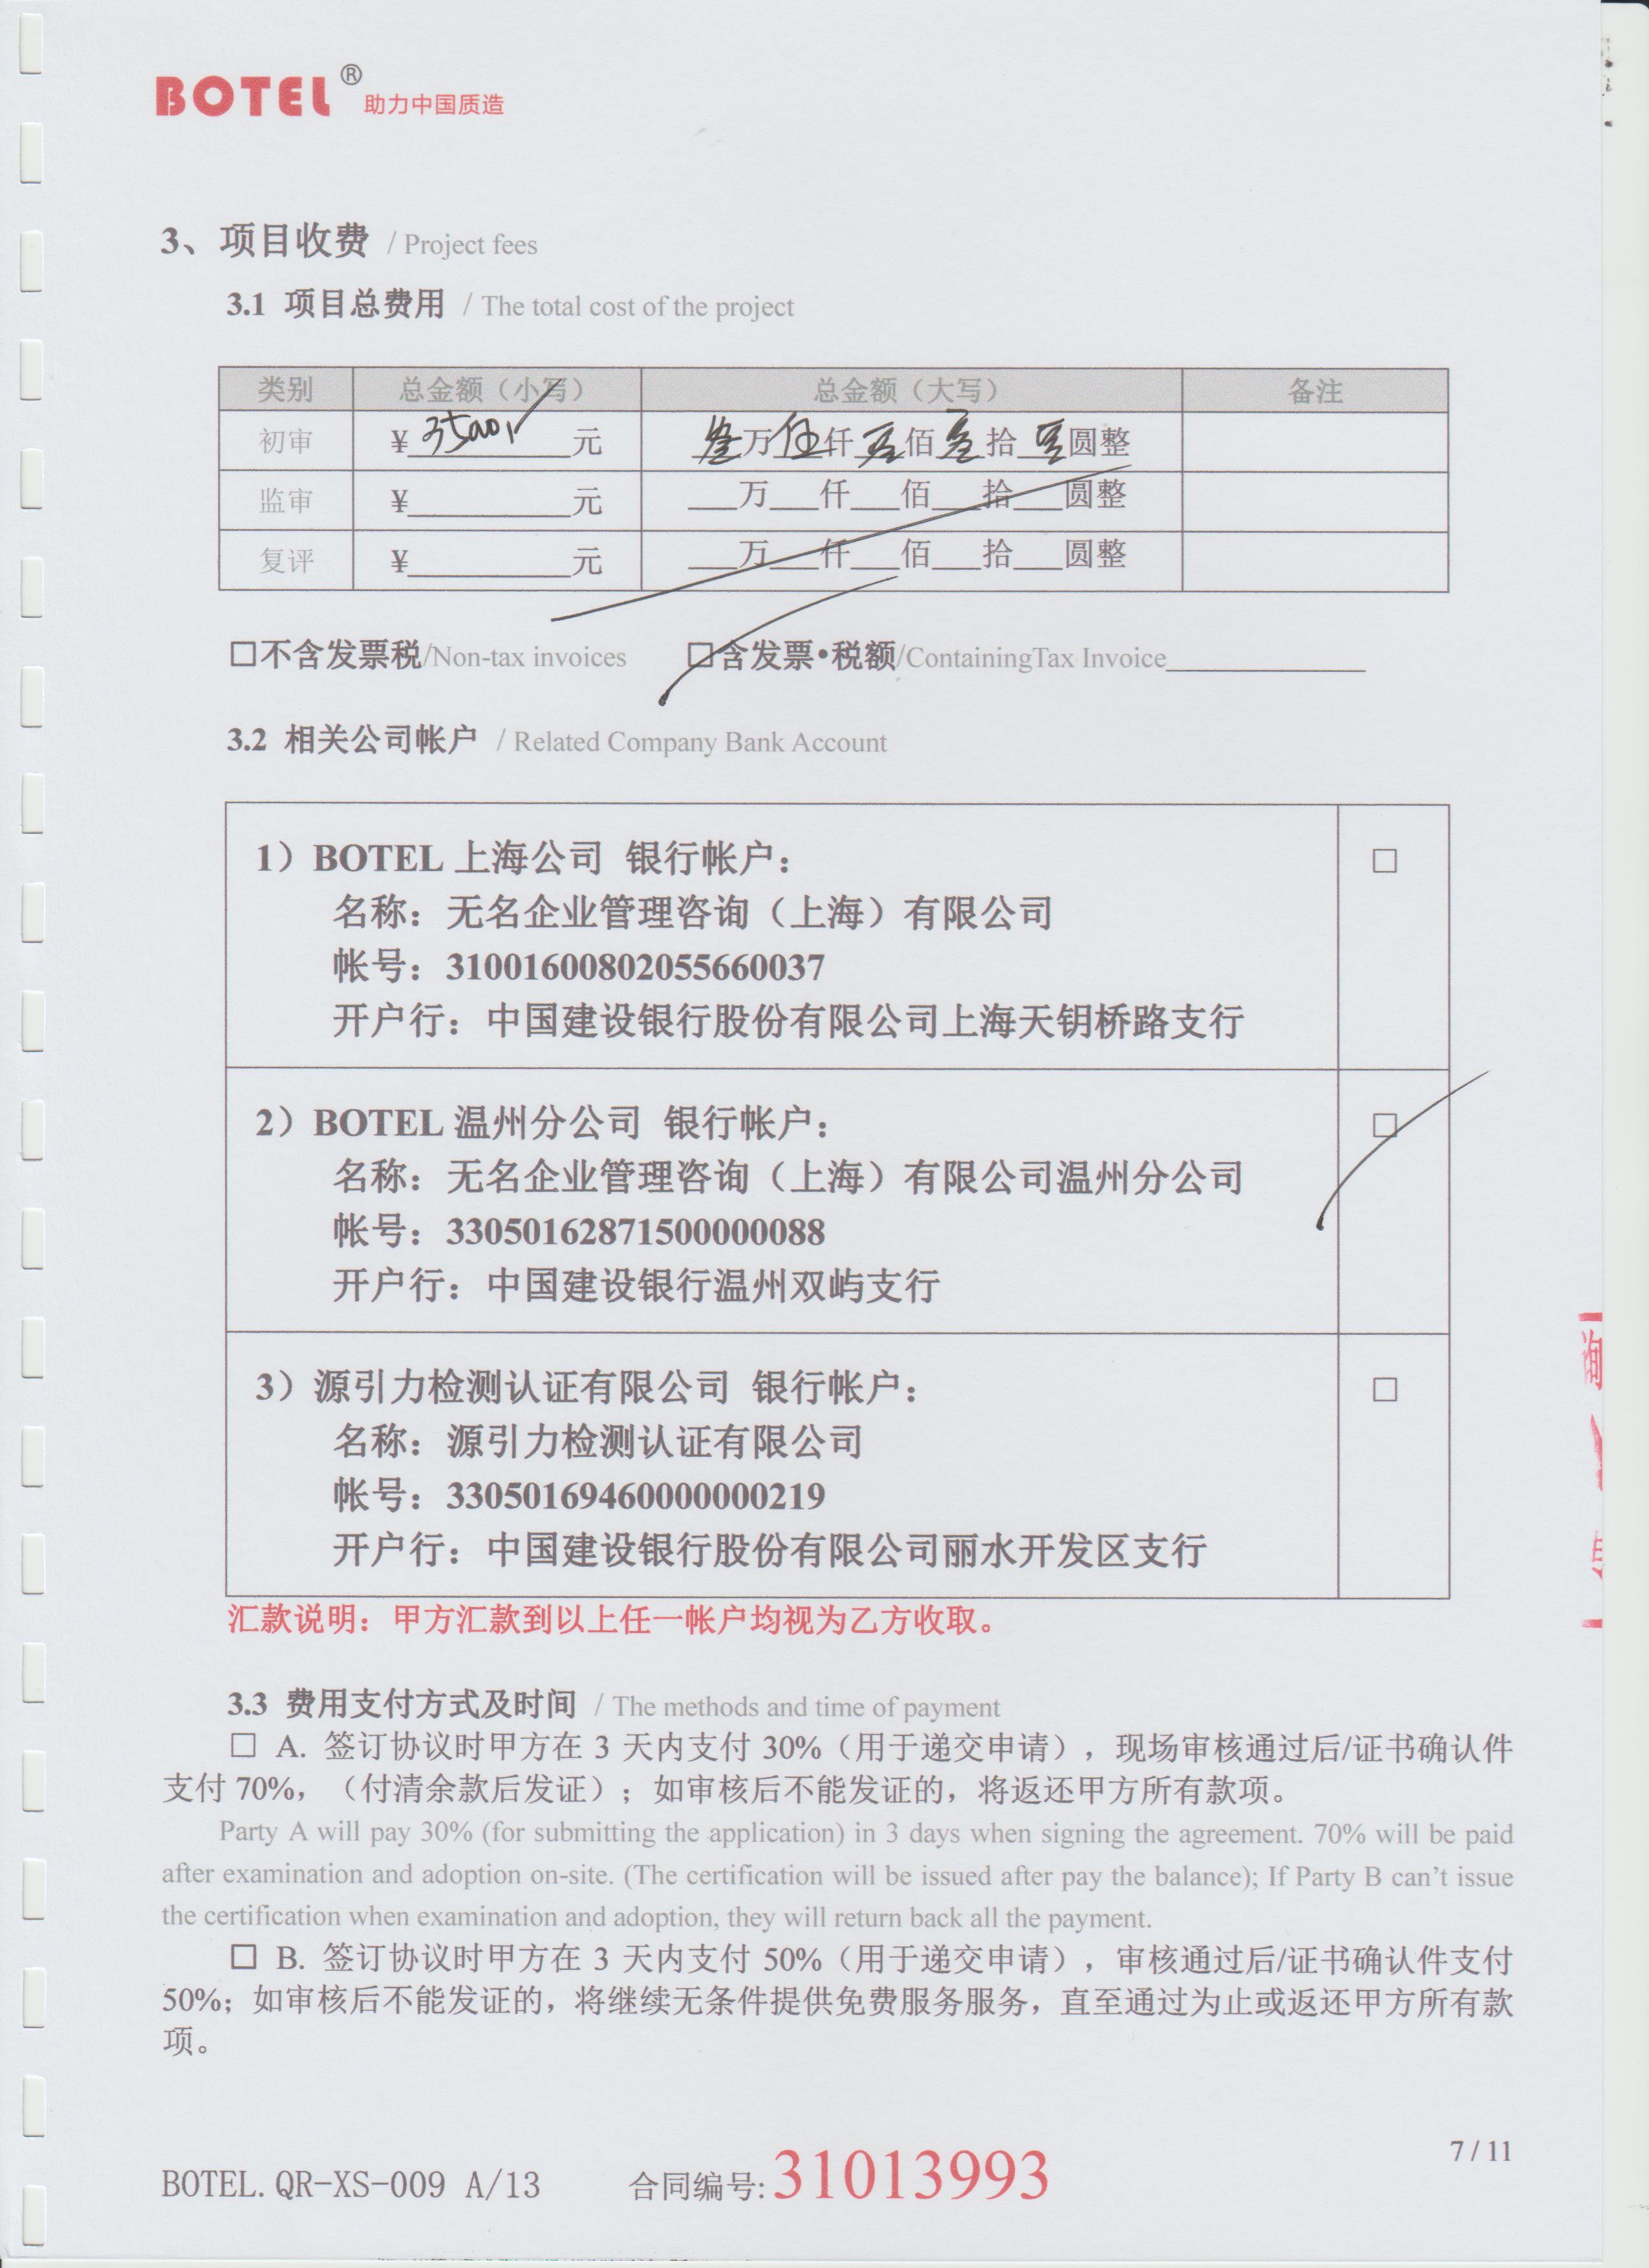 BOTEL® 助力中国质造
3、项目收费 / Project fees
3.1 项目总费用 / The total cost of the project
类别 总金额（小写） 总金额（大写） 备注
初审 ¥ 35000 元 叁万伍仟零佰零拾零圆整
监审 ¥__________元 ___万___仟___佰___拾___圆整
复评 ¥__________元 ___万___仟___佰___拾___圆整
□不含发票税/Non-tax invoices □含发票•税额/ContainingTax Invoice____________
3.2 相关公司帐户 / Related Company Bank Account
1）BOTEL 上海公司 银行帐户： □
名称：无名企业管理咨询（上海）有限公司
帐号：31001600802055660037
开户行：中国建设银行股份有限公司上海天钥桥路支行
2）BOTEL 温州分公司 银行帐户： □
名称：无名企业管理咨询（上海）有限公司温州分公司
帐号：33050162871500000088
开户行：中国建设银行温州双屿支行
3）源引力检测认证有限公司 银行帐户： □
名称：源引力检测认证有限公司
帐号：33050169460000000219
开户行：中国建设银行股份有限公司丽水开发区支行
汇款说明：甲方汇款到以上任一帐户均视为乙方收取。
3.3 费用支付方式及时间 / The methods and time of payment
□ A. 签订协议时甲方在 3 天内支付 30%（用于递交申请），现场审核通过后/证书确认件
支付 70%，（付清余款后发证）；如审核后不能发证的，将返还甲方所有款项。
Party A will pay 30% (for submitting the application) in 3 days when signing the agreement. 70% will be paid
after examination and adoption on-site. (The certification will be issued after pay the balance); If Party B can't issue
the certification when examination and adoption, they will return back all the payment.
□ B. 签订协议时甲方在 3 天内支付 50%（用于递交申请），审核通过后/证书确认件支付
50%；如审核后不能发证的，将继续无条件提供免费服务服务，直至通过为止或返还甲方所有款
项。
7 / 11
BOTEL.QR-XS-009 A/13 合同编号:31013993